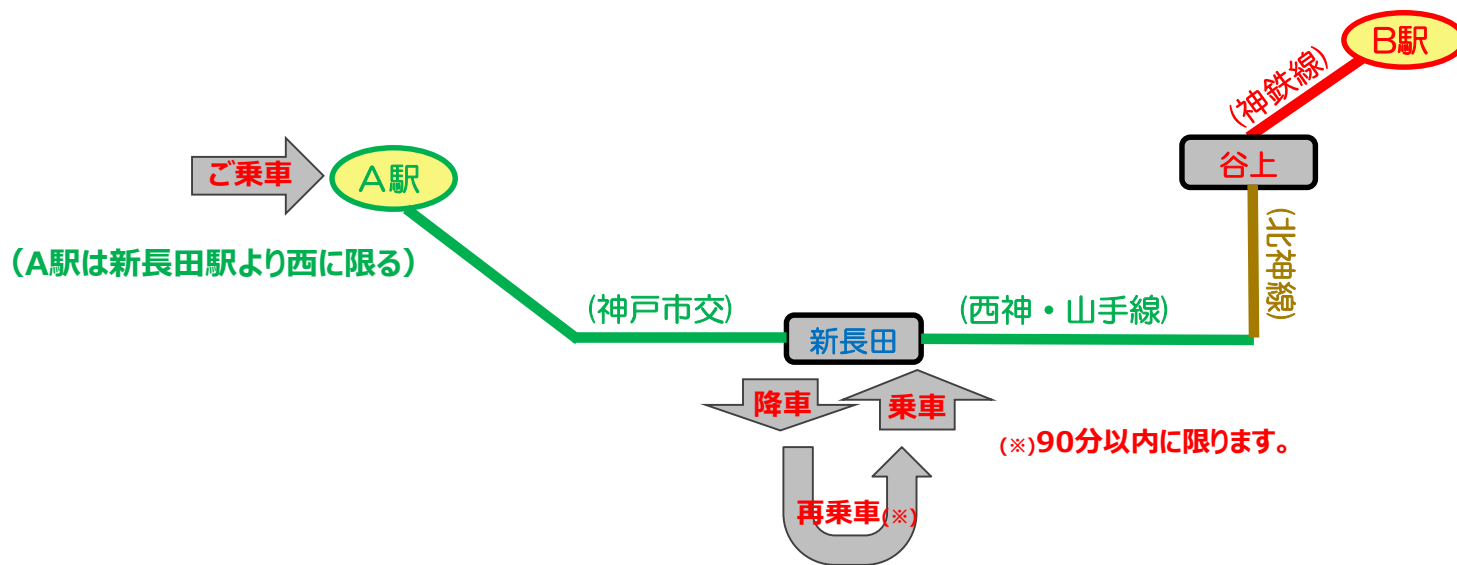 B駅
(神鉄線)
谷上
ご乗車
A駅
(北神線)
（A駅は新長田駅より西に限る）
(神戸市交)
(西神・山手線)
新長田
降車
乗車
(※)90分以内に限ります。
再乗車(※)